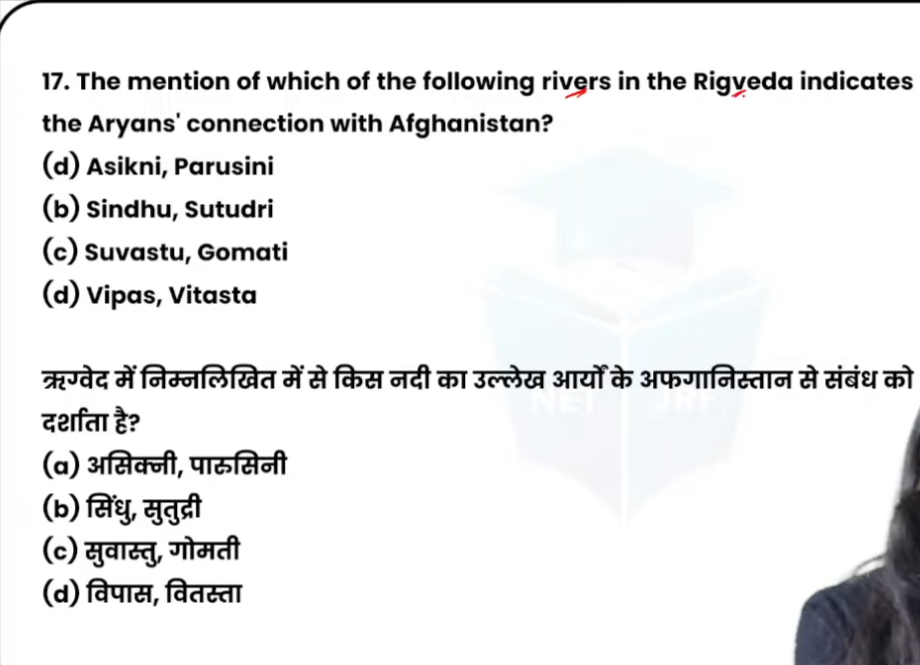 17. The mention of which of the following rivers in the Rigveda indicates
the Aryans' connection with Afghanistan?
(d) Asikni, Parusini
(b) Sindhu, Sutudri
(c) Suvastu, Gomati
(d) Vipas, Vitasta
ऋग्वेद में निम्नलिखित में से किस नदी का उल्लेख आर्यों के अफगानिस्तान से संबंध को
दर्शाता है?
(a) असिक्नी, पारुसिनी
(b) सिंधु, सुतुद्री
(c) सुवास्तु, गोमती
(d) विपास, वितस्ता
NET JRF